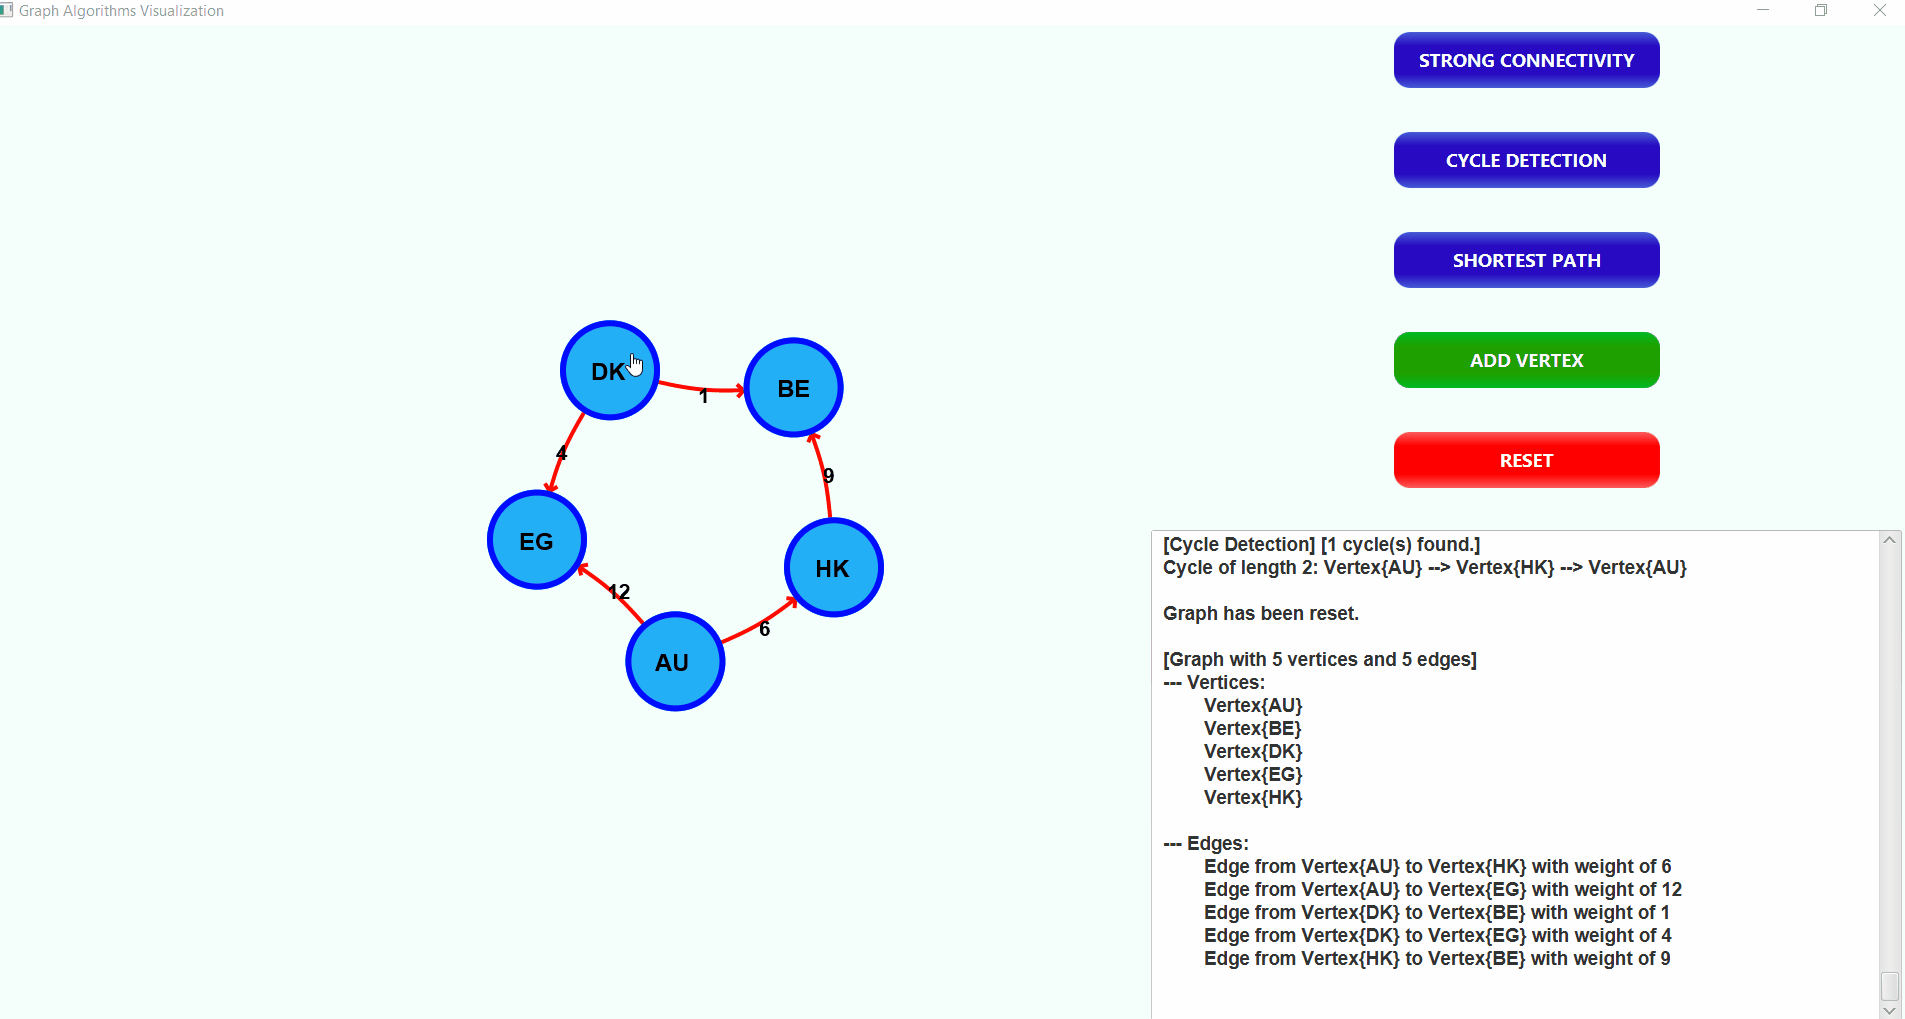 Graph Algorithms Visualization
STRONG CONNECTIVITY
CYCLE DETECTION
SHORTEST PATH
ADD VERTEX
RESET
DK
BE
1
4
9
EG
HK
12
6
AU
[Cycle Detection] [1 cycle(s) found.]
Cycle of length 2: Vertex{AU} --> Vertex{HK} --> Vertex{AU}
Graph has been reset.
[Graph with 5 vertices and 5 edges]
--- Vertices:
Vertex{AU}
Vertex{BE}
Vertex{DK}
Vertex{EG}
Vertex{HK}
--- Edges:
Edge from Vertex{AU} to Vertex{HK} with weight of 6
Edge from Vertex{AU} to Vertex{EG} with weight of 12
Edge from Vertex{DK} to Vertex{BE} with weight of 1
Edge from Vertex{DK} to Vertex{EG} with weight of 4
Edge from Vertex{HK} to Vertex{BE} with weight of 9